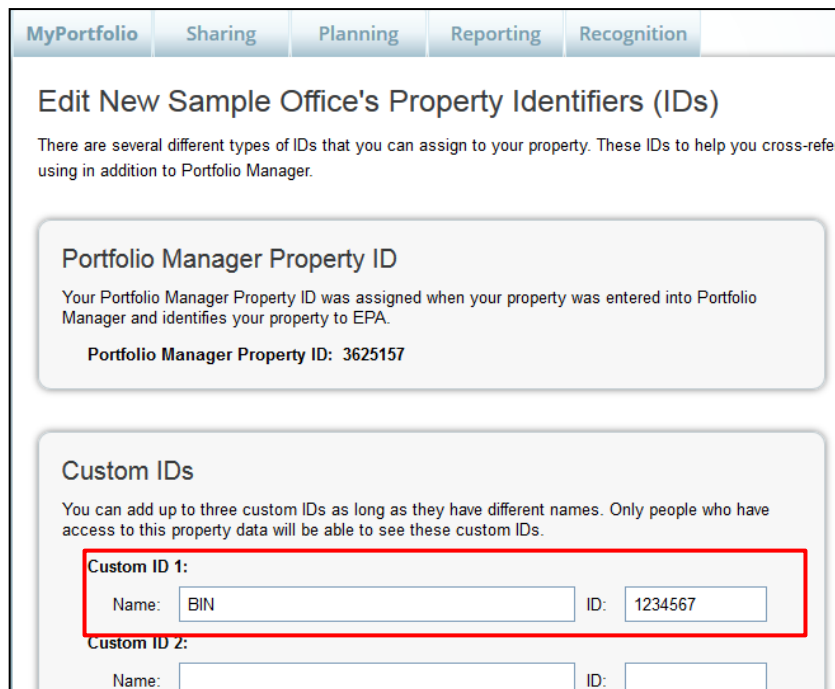 MyPortfolio Sharing Planning Reporting Recognition
Edit New Sample Office's Property Identifiers (IDs)
There are several different types of IDs that you can assign to your property. These IDs to help you cross-refe
using in addition to Portfolio Manager.
Portfolio Manager Property ID
Your Portfolio Manager Property ID was assigned when your property was entered into Portfolio
Manager and identifies your property to EPA.
Portfolio Manager Property ID: 3625157
Custom IDs
You can add up to three custom IDs as long as they have different names. Only people who have
access to this property data will be able to see these custom IDs.
Custom ID 1:
Name: BIN ID: 1234567
Custom ID 2:
Name: ID: